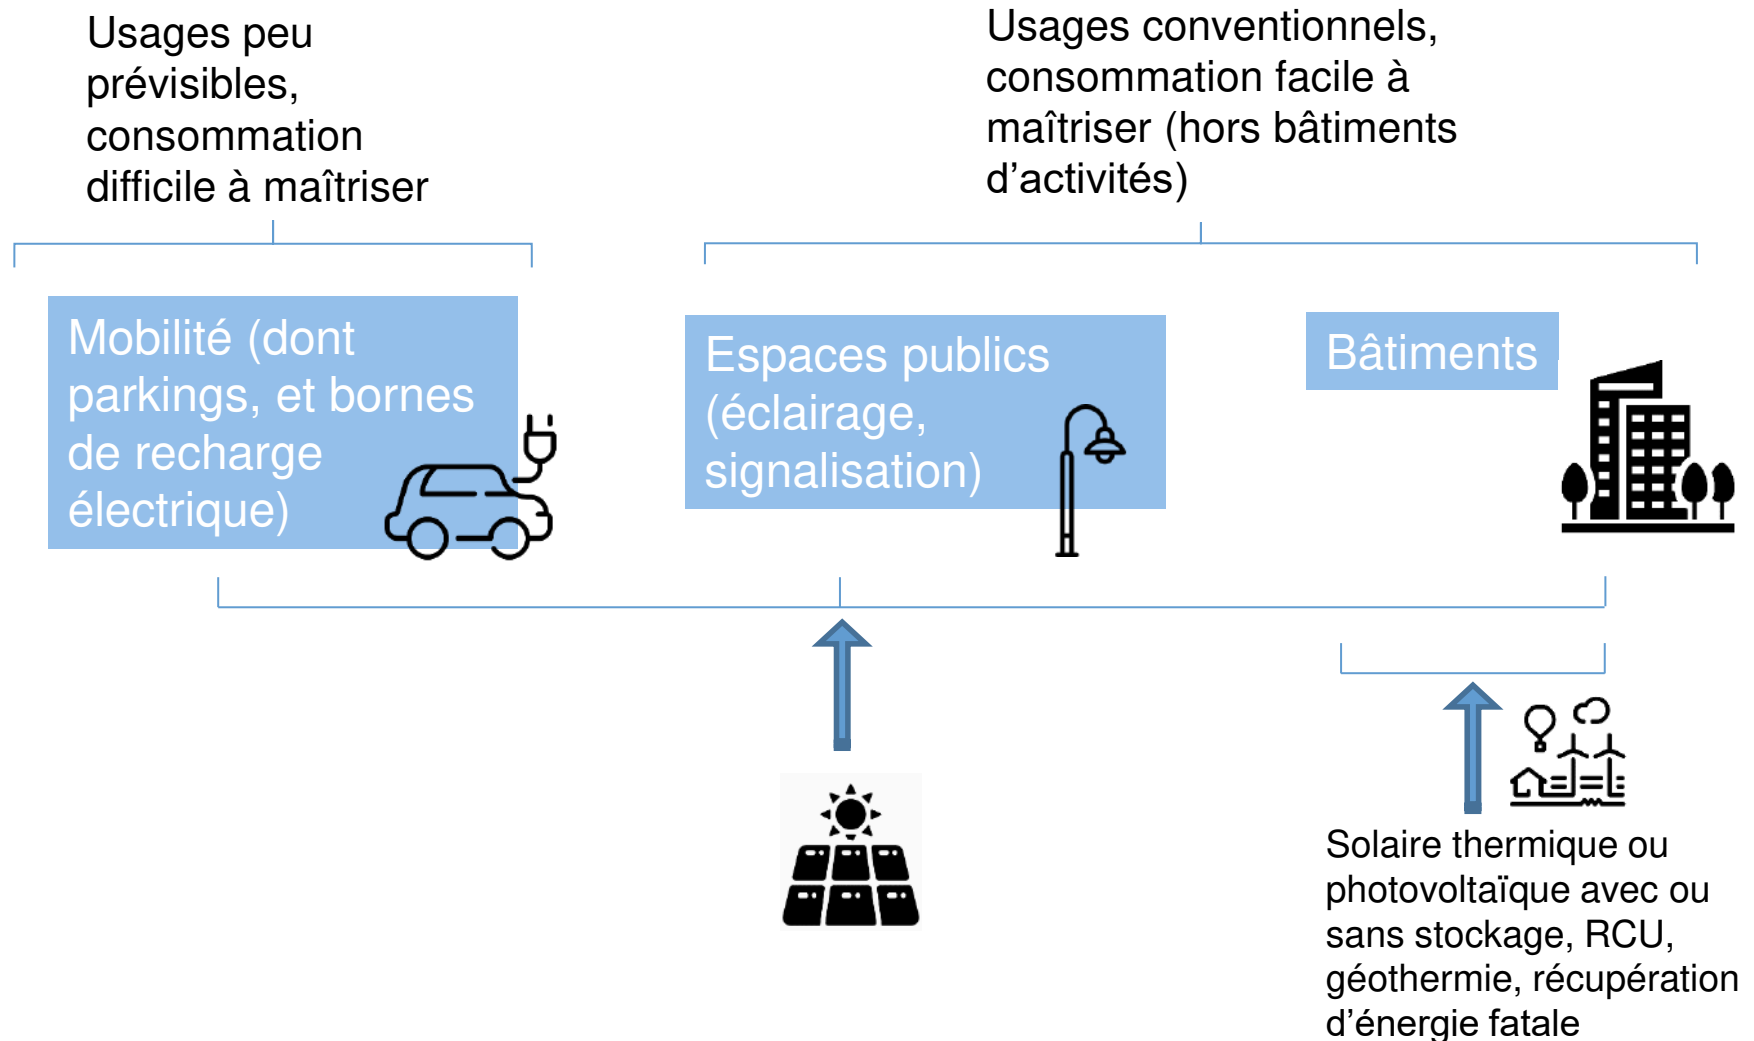 Usages peu
prévisibles,
consommation
difficile à maîtriser
Usages conventionnels,
consommation facile à
maîtriser (hors bâtiments
d’activités)
Mobilité (dont
parkings, et bornes
de recharge
électrique)
Espaces publics
(éclairage,
signalisation)
Bâtiments
Solaire thermique ou
photovoltaïque avec ou
sans stockage, RCU,
géothermie, récupération
d’énergie fatale